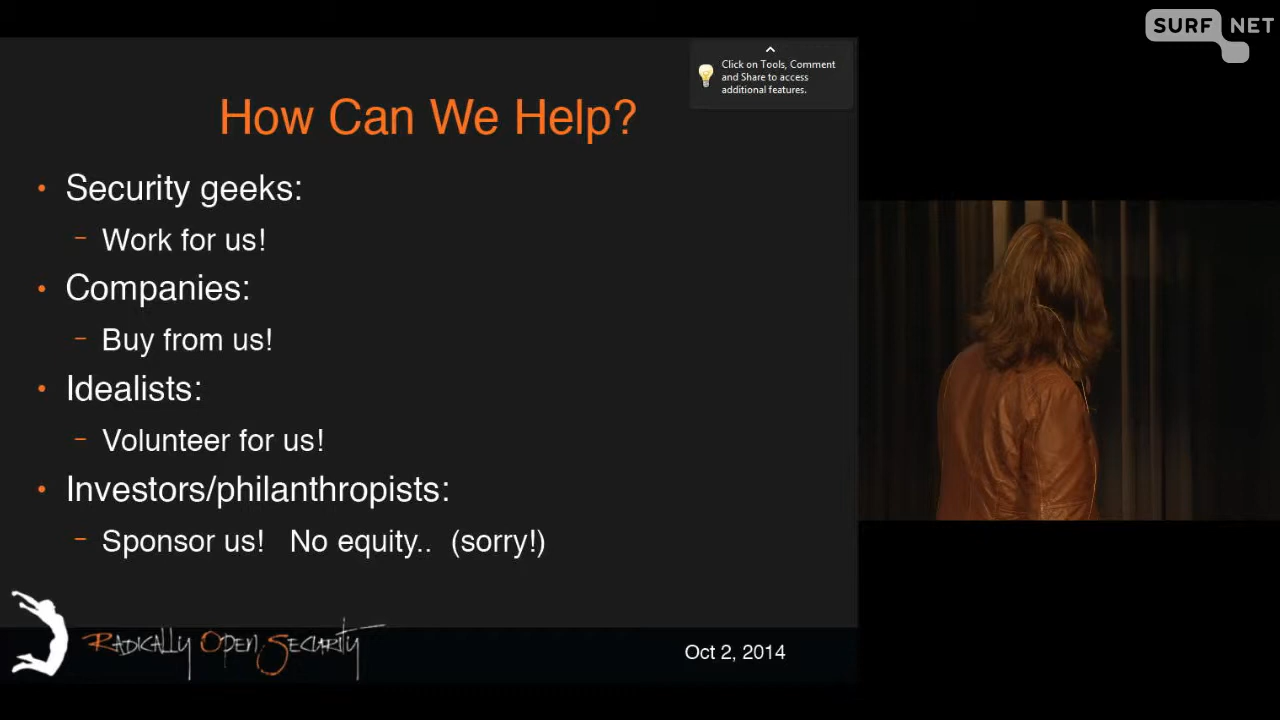 SURF NET
Click on Tools, Comment
and Share to access
additional features.
How Can We Help?
• Security geeks:
– Work for us!
• Companies:
– Buy from us!
• Idealists:
– Volunteer for us!
• Investors/philanthropists:
– Sponsor us! No equity.. (sorry!)
RADICALLY OPEN SECURITY
Oct 2, 2014